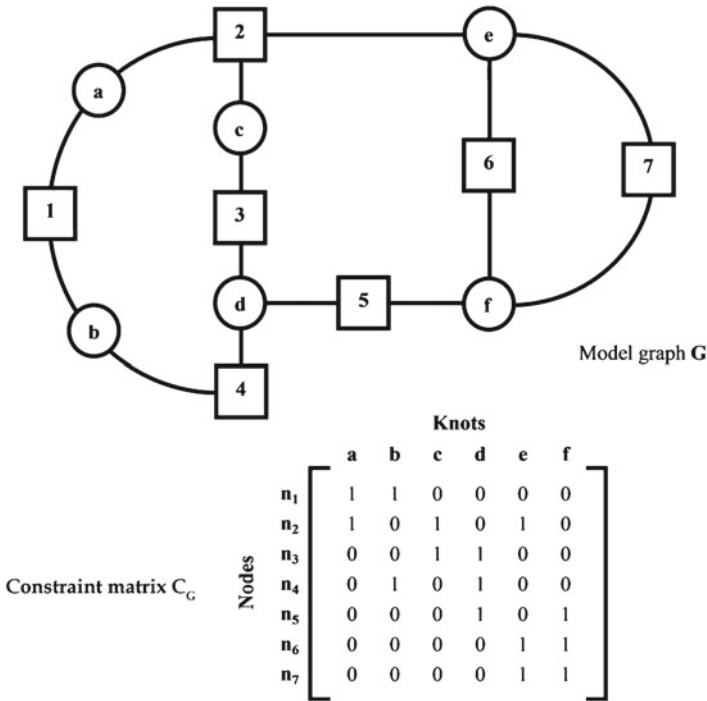 2
e
a
c
6
7
1
3
d
5
f
b
4
Model graph G
Knots
a b c d e f
n1 1 1 0 0 0 0
n2 1 0 1 0 1 0
n3 0 0 1 1 0 0
Constraint matrix CG
Nodes
n4 0 1 0 1 0 0
n5 0 0 0 1 0 1
n6 0 0 0 0 1 1
n7 0 0 0 0 1 1